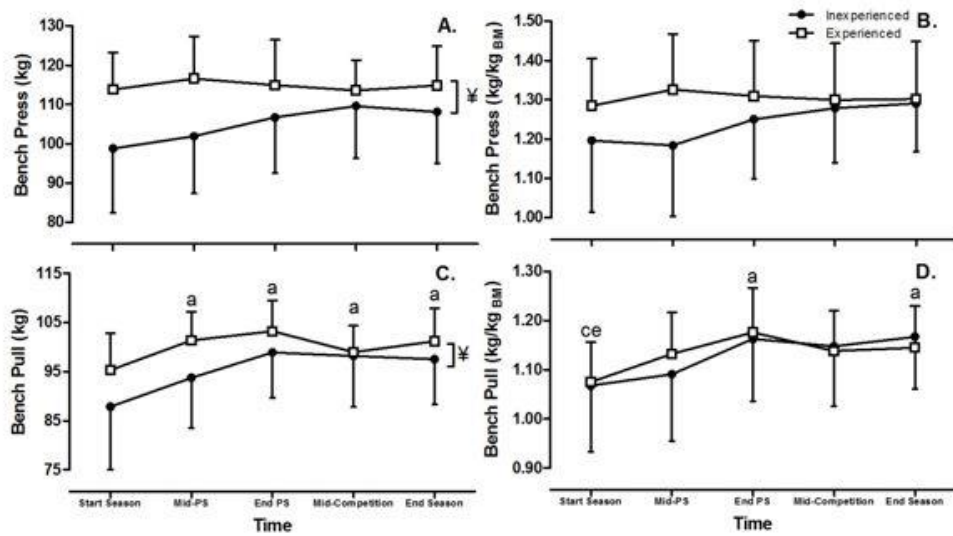 A.
Bench Press (kg)
130
120
110
100
90
80
¥
B.
Inexperienced
Experienced
Bench Press (kg/kg BM)
1.50
1.40
1.30
1.20
1.10
1.00
C.
Bench Pull (kg)
115
105
95
85
75
a
a
a
a
¥
Start Season Mid-PS End PS Mid-Competition End Season
Time
D.
Bench Pull (kg/kg BM)
1.30
1.20
1.10
1.00
0.90
ce
a
a
Start Season Mid-PS End PS Mid-Competition End Season
Time